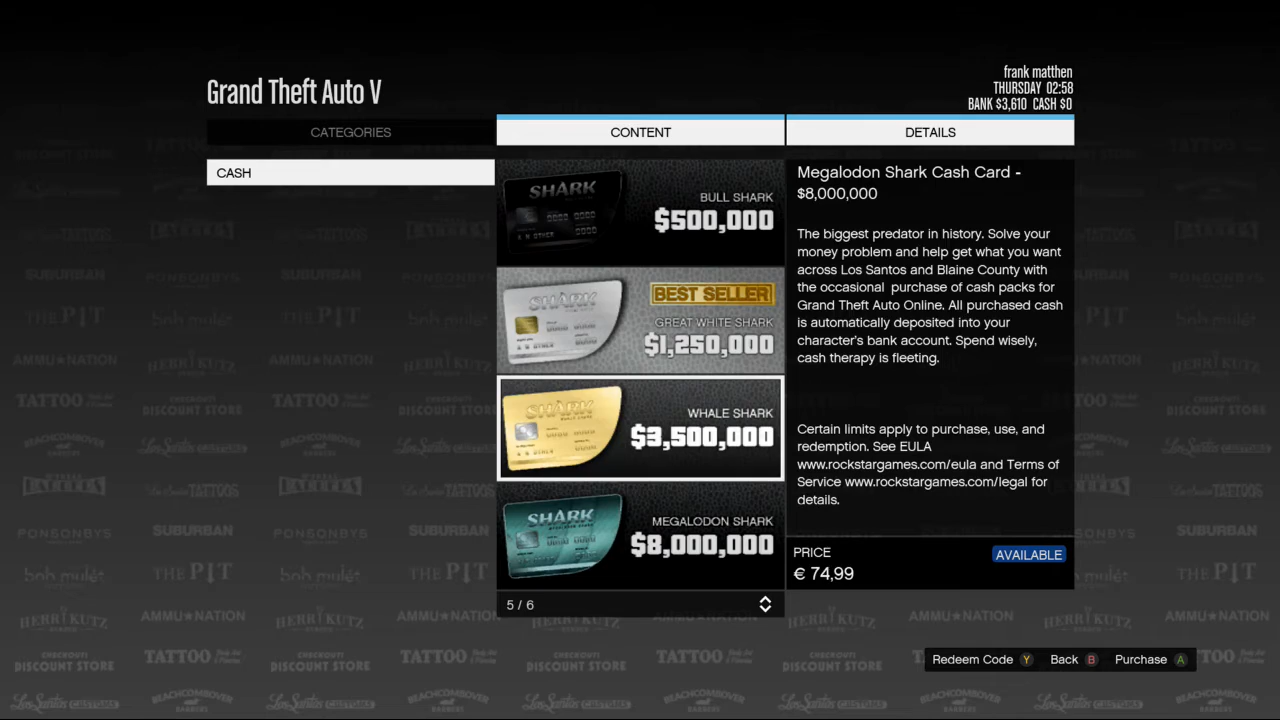 Grand Theft Auto V
frank matthen
THURSDAY 02:58
BANK $3,610 CASH $0
CATEGORIES
CONTENT
DETAILS
CASH
SHARK
BULL SHARK
$500,000
SHARK
BEST SELLER
GREAT WHITE SHARK
$1,250,000
SHARK
WHALE SHARK
$3,500,000
SHARK
MEGALODON SHARK
$8,000,000
5 / 6
Megalodon Shark Cash Card -
$8,000,000
The biggest predator in history. Solve your
money problem and help get what you want
across Los Santos and Blaine County with
the occasional purchase of cash packs for
Grand Theft Auto Online. All purchased cash
is automatically deposited into your
character's bank account. Spend wisely,
cash therapy is fleeting.
Certain limits apply to purchase, use, and
redemption. See EULA
www.rockstargames.com/eula and Terms of
Service www.rockstargames.com/legal for
details.
PRICE
AVAILABLE
€ 74,99
Redeem Code Y Back B Purchase A